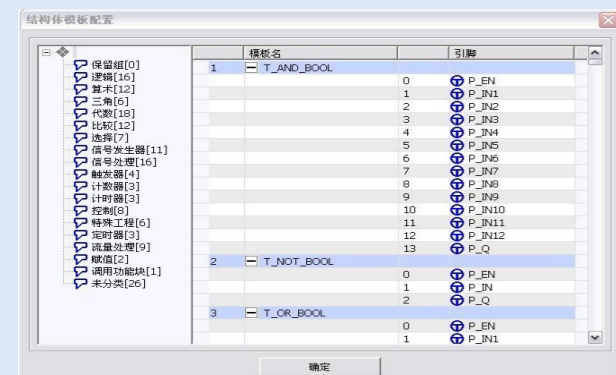 结构体模板配置
保留组[0]
逻辑[16]
算术[12]
三角[6]
代数[18]
比较[12]
选择[7]
信号发生器[11]
信号处理[16]
触发器[4]
计数器[3]
计时器[3]
控制[8]
特殊工程[6]
定时器[3]
流量处理[9]
赋值[2]
调用功能块[1]
未分类[26]
模板名 引脚
1 T_AND_BOOL
0 P_EN
1 P_IN1
2 P_IN2
3 P_IN3
4 P_IN4
5 P_IN5
6 P_IN6
7 P_IN7
8 P_IN8
9 P_IN9
10 P_IN10
11 P_IN11
12 P_IN12
13 P_Q
2 T_NOT_BOOL
0 P_EN
1 P_IN
2 P_Q
3 T_OR_BOOL
0 P_EN
1 P_IN1
确定